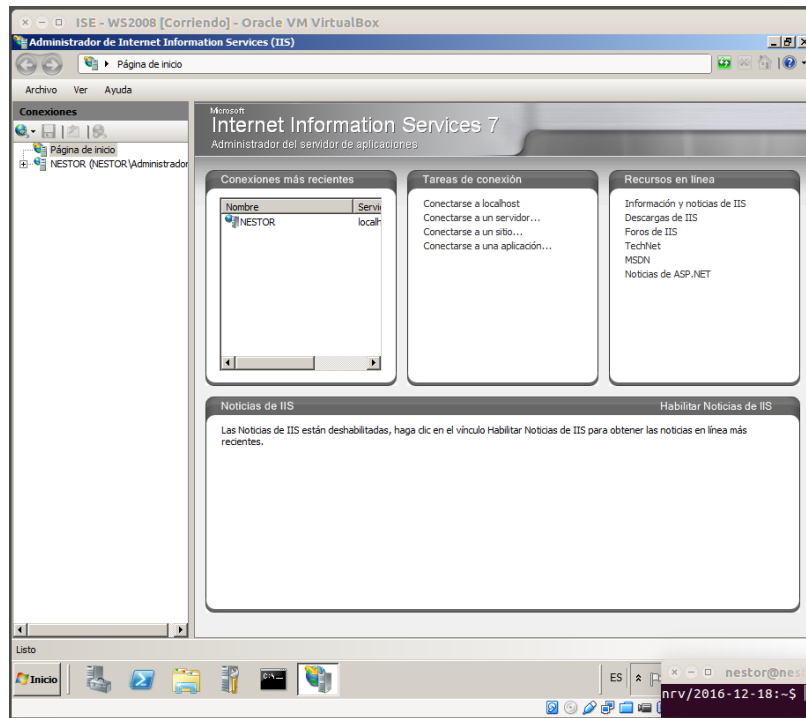 ISE - WS2008 [Corriendo] - Oracle VM VirtualBox
Administrador de Internet Information Services (IIS)
Página de inicio
Archivo Ver Ayuda
Conexiones
Página de inicio
NESTOR (NESTOR\Administrador
Microsoft
Internet Information Services 7
Administrador del servidor de aplicaciones
Conexiones más recientes
Nombre Servi
NESTOR localh
Tareas de conexión
Conectarse a localhost
Conectarse a un servidor...
Conectarse a un sitio...
Conectarse a una aplicación...
Recursos en línea
Información y noticias de IIS
Descargas de IIS
Foros de IIS
TechNet
MSDN
Noticias de ASP.NET
Noticias de IIS Habilitar Noticias de IIS
Las Noticias de IIS están deshabilitadas, haga clic en el vínculo Habilitar Noticias de IIS para obtener las noticias en línea más
recientes.
Listo
Inicio
ES
nestor@nes
nrv/2016-12-18:~$